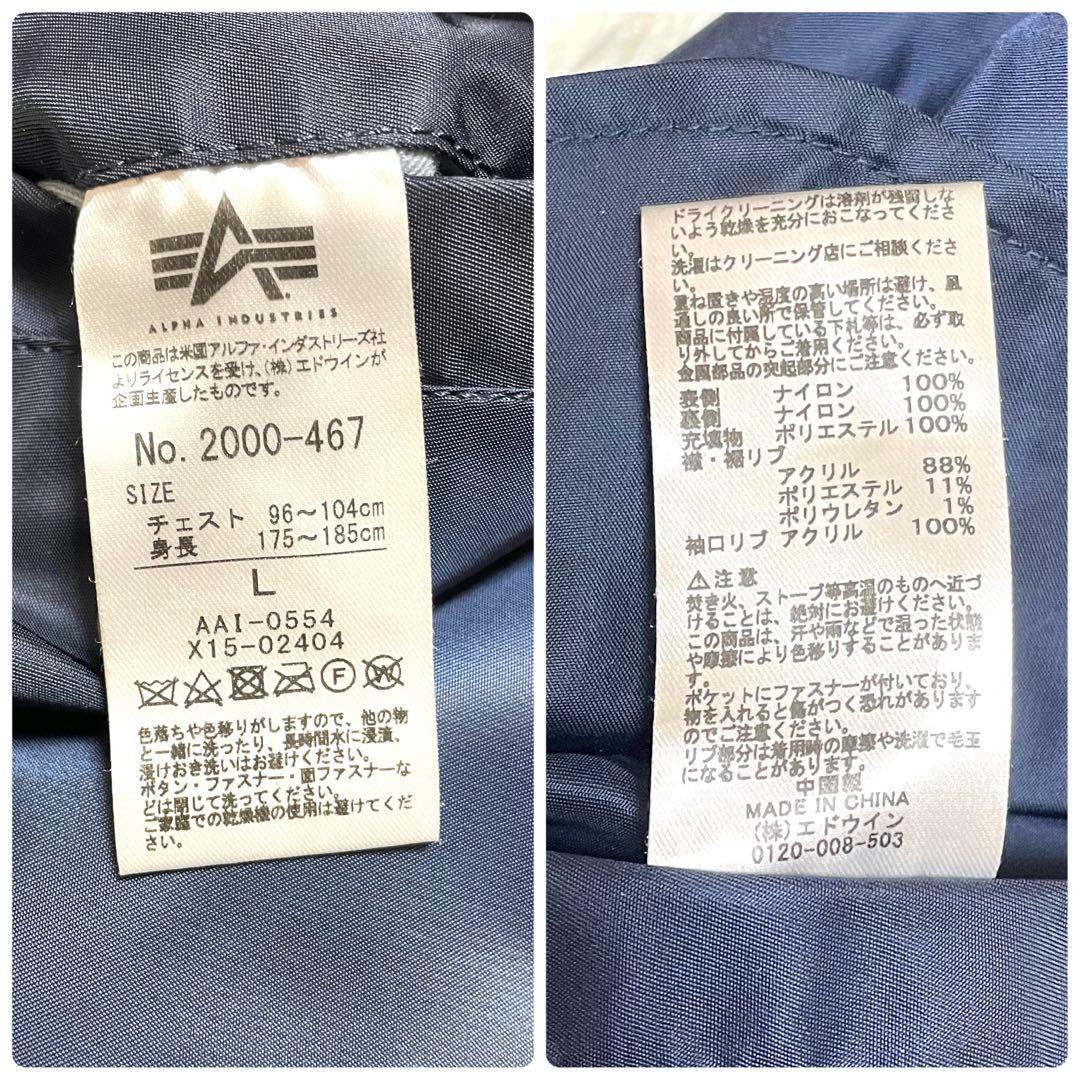 ALPHA INDUSTRIES
この商品は米国アルファ・インダストリーズ社
よりライセンスを受け、(株)エドウインが
企画生産したものです。
No. 2000-467
SIZE
チェスト 96〜104cm
身長 175〜185cm
L
AAI-0554
X15-02404
F W
色落ちや色移りがしますので、他の物
と一緒に洗ったり、長時間水に浸漬、
浸けおき洗いはお避けください。
ボタン・ファスナー・面ファスナーな
どは閉じて洗ってください。
ご家庭での乾燥機の使用は避けてくだ
さい。
ドライクリーニングは溶剤が残留しな
いよう乾燥を充分におこなってくださ
い。
洗濯はクリーニング店にご相談くださ
い。
重ね置きや湿度の高い場所は避け、風
通しの良い所で保管してください。
商品に付属している下札等は、必ず取
り外してからご着用ください。
金属部品の突起部分にご注意ください。
表側 ナイロン 100%
裏側 ナイロン 100%
充填物 ポリエステル 100%
襟・裾リブ
アクリル 88%
ポリエステル 11%
ポリウレタン 1%
袖口リブ アクリル 100%
⚠注意
焚き火、ストーブ等高温のものへ近づ
けることは、絶対にお避けください。
この商品は、汗や雨などで湿った状態
や摩擦により色移りすることがありま
す。
ポケットにファスナーが付いており、
物を入れると傷がつく恐れがあります
のでご注意ください。
リブ部分は着用時の摩擦や洗濯で毛玉
になることがあります。
中国製
MADE IN CHINA
(株)エドウイン
0120-008-503